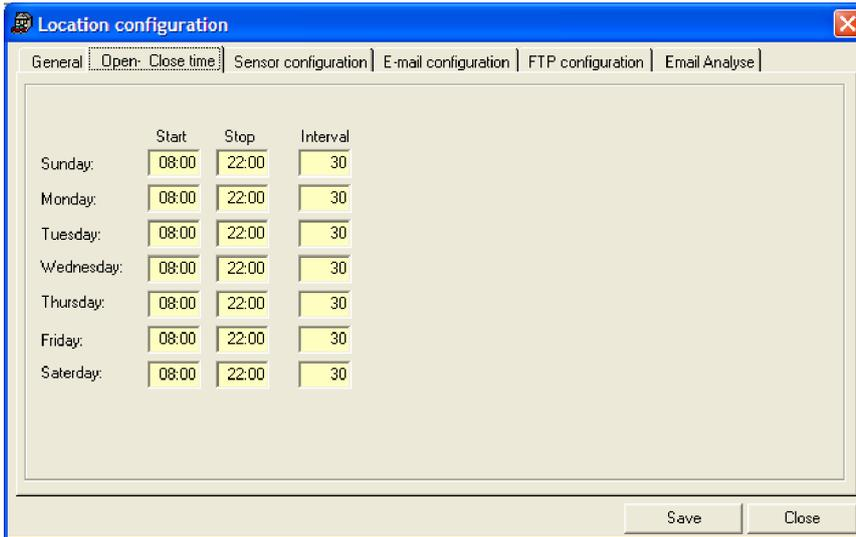 Location configuration
General Open- Close time Sensor configuration E-mail configuration FTP configuration Email Analyse
Start Stop Interval
Sunday: 08:00 22:00 30
Monday: 08:00 22:00 30
Tuesday: 08:00 22:00 30
Wednesday: 08:00 22:00 30
Thursday: 08:00 22:00 30
Friday: 08:00 22:00 30
Saterday: 08:00 22:00 30
Save Close